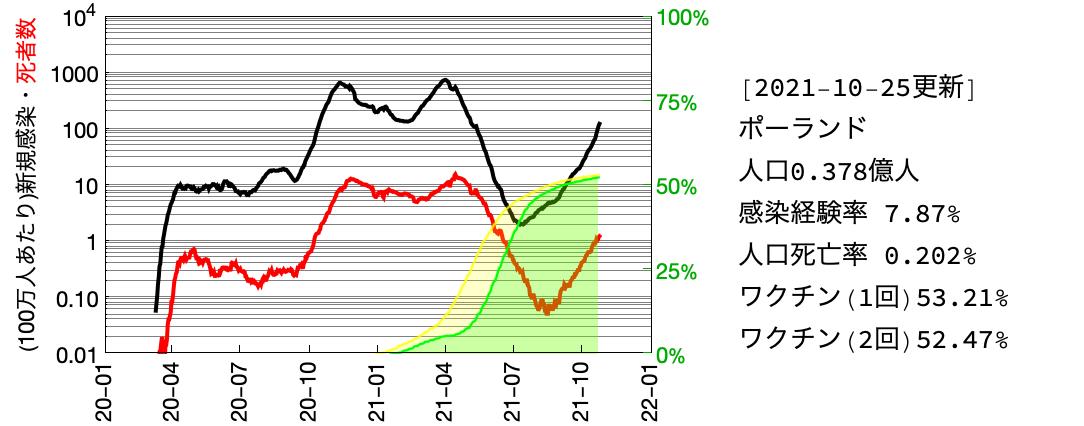 (100万人あたり)新規感染・死者数
10^4
1000
100
10
1
0.10
0.01
100%
75%
50%
25%
0%
20-01
20-04
20-07
20-10
21-01
21-04
21-07
21-10
22-01
[2021-10-25更新]
ポーランド
人口0.378億人
感染経験率 7.87%
人口死亡率 0.202%
ワクチン(1回)53.21%
ワクチン(2回)52.47%